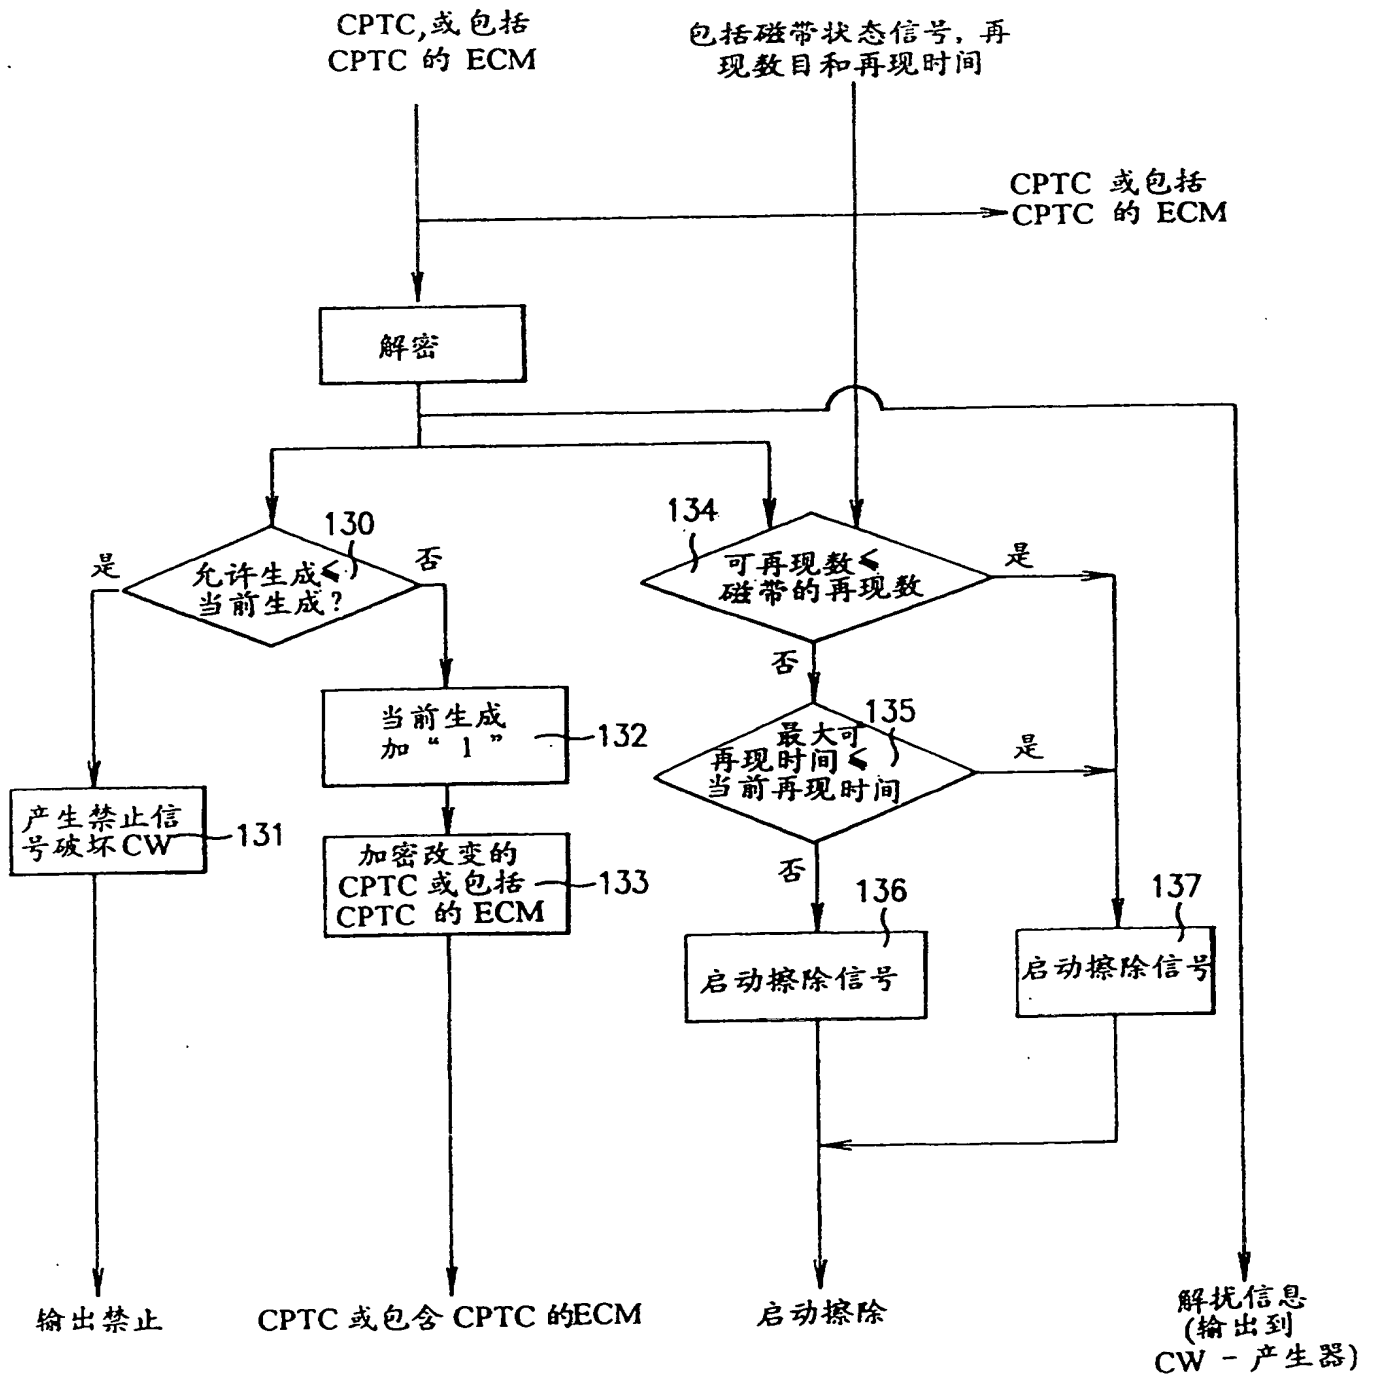 CPTC,或包括
CPTC 的 ECM
包括磁带状态信号,再
现数目和再现时间
CPTC 或包括
CPTC 的 ECM
解密
130
是
否
允许生成≤
当前生成?
134
可再现数≤
磁带的再现数
是
否
当前生成
加“1”
132
135
最大可
再现时间≤
当前再现时间
是
否
产生禁止信
号破坏CW
131
加密改变的
CPTC 或包括
CPTC 的 ECM
133
136
启动擦除信号
137
启动擦除信号
输出禁止
CPTC 或包含 CPTC 的ECM
启动擦除
解扰信息
(输出到
CW - 产生器)